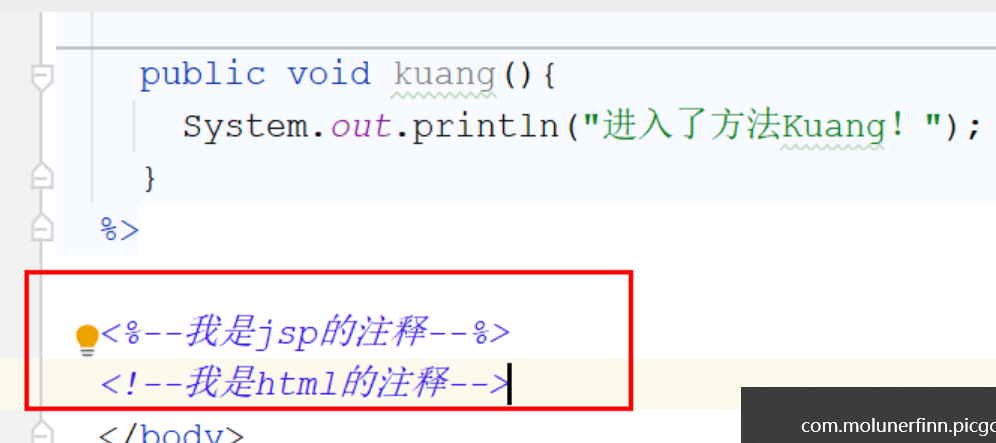 public void kuang(){
System.out.println("进入了方法Kuang！");
}
%>
<%--我是jsp的注释--%>
<!--我是html的注释-->
</body>
com.molunerfinn.picgo